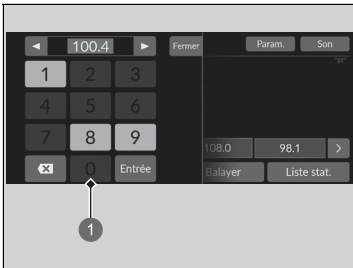 ◄ 100.4 ► Fermer Param. Son
1 2 3
4 5 6
7 8 9
108.0 98.1 >
0 Entrée Balayer Liste stat.
1